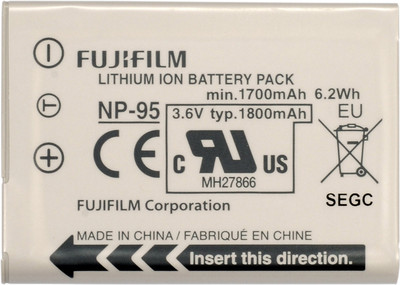 FUJIFILM
LITHIUM ION BATTERY PACK
min.1700mAh 6.2Wh
NP-95
3.6V typ.1800mAh
EU
T
CE
c RU US
MH27866
SEGC
FUJIFILM Corporation
MADE IN CHINA / FABRIQUÉ EN CHINE
Insert this direction.